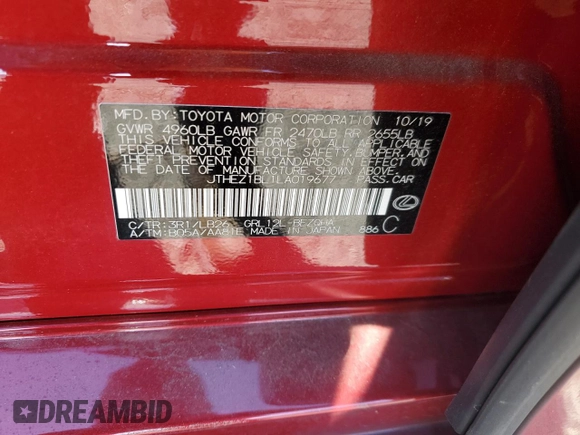 MFD.BY:TOYOTA MOTOR CORPORATION 10/19
GVWR 4960LB GAWR FR 2470LB RR 2655LB
THIS VEHICLE CONFORMS TO ALL APPLICABLE
FEDERAL MOTOR VEHICLE SAFETY,BUMPER,AND
THEFT PREVENTION STANDARDS IN EFFECT ON
THE DATE OF MANUFACTURE SHOWN ABOVE.
JTHEZ1BL1LA019677 PASS.CAR
C/TR:3R1/LB26 GRL12L-BEZQHA
A/TM:B05A/AA81E MADE IN JAPAN 886 C
DREAMBID